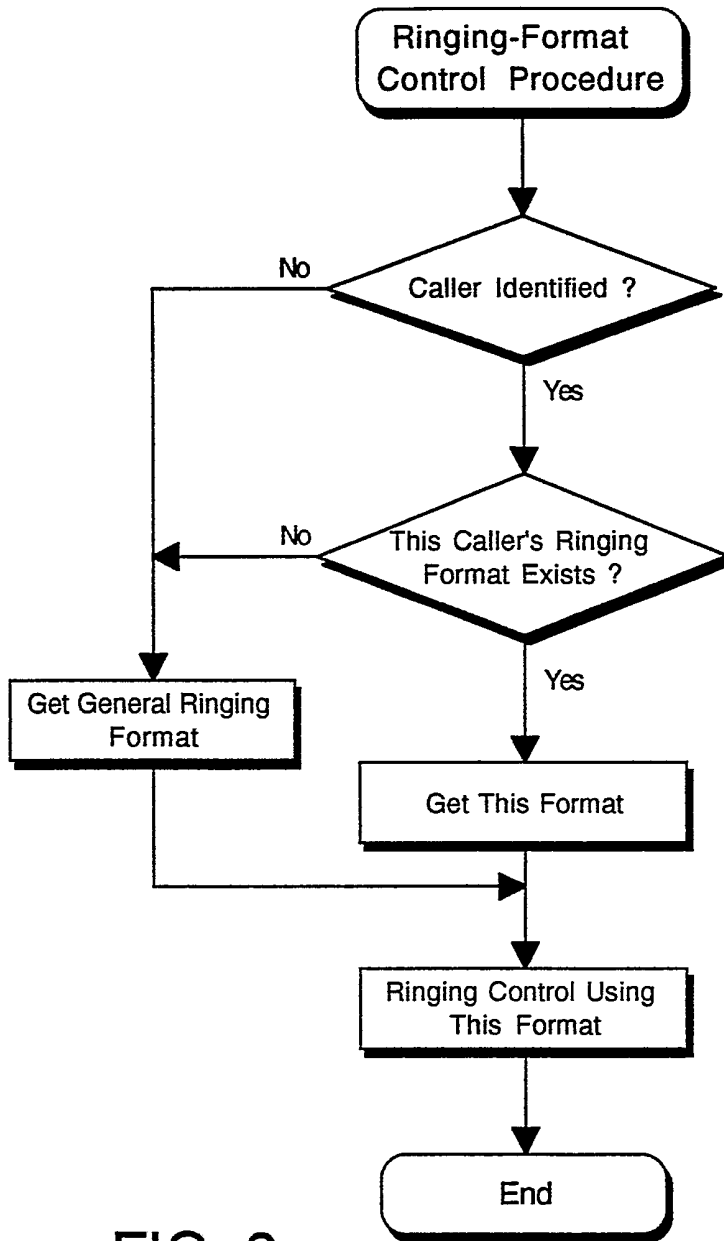 Ringing-Format
Control Procedure
No
Caller Identified ?
Yes
No
This Caller's Ringing
Format Exists ?
Yes
Get General Ringing
Format
Get This Format
Ringing Control Using
This Format
End